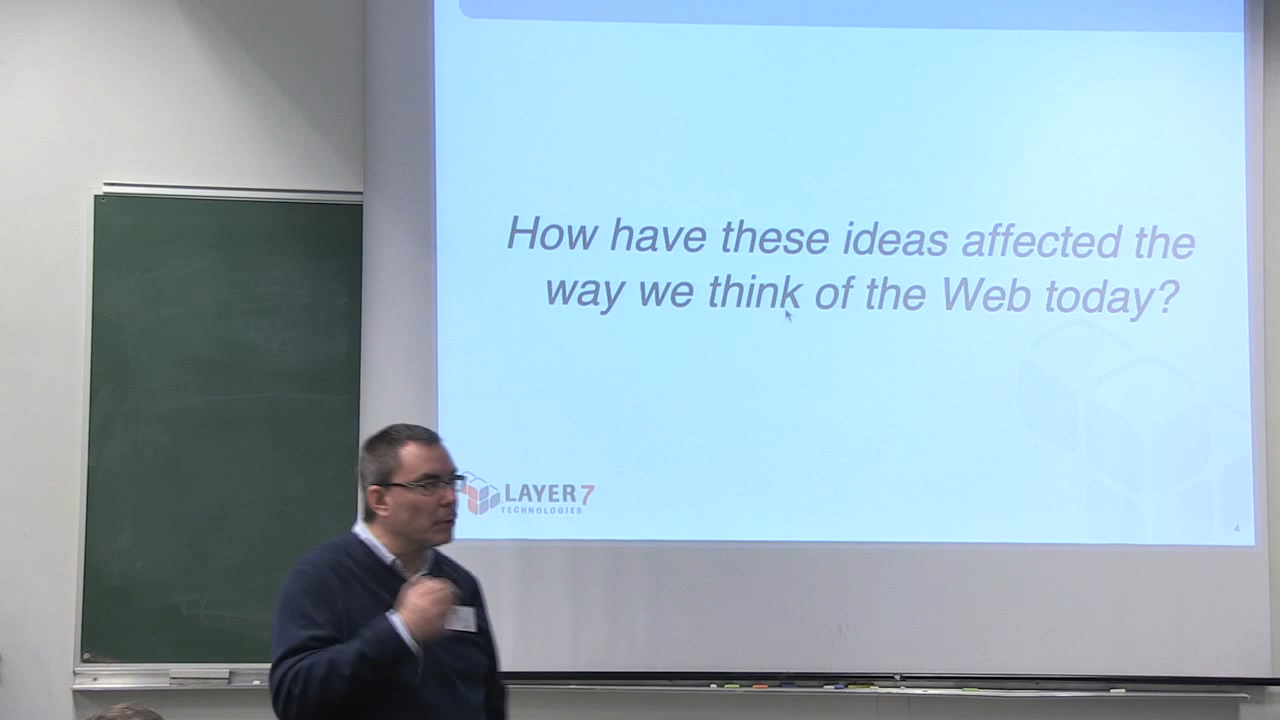 How have these ideas affected the
way we think of the Web today?
LAYER 7
TECHNOLOGIES
4